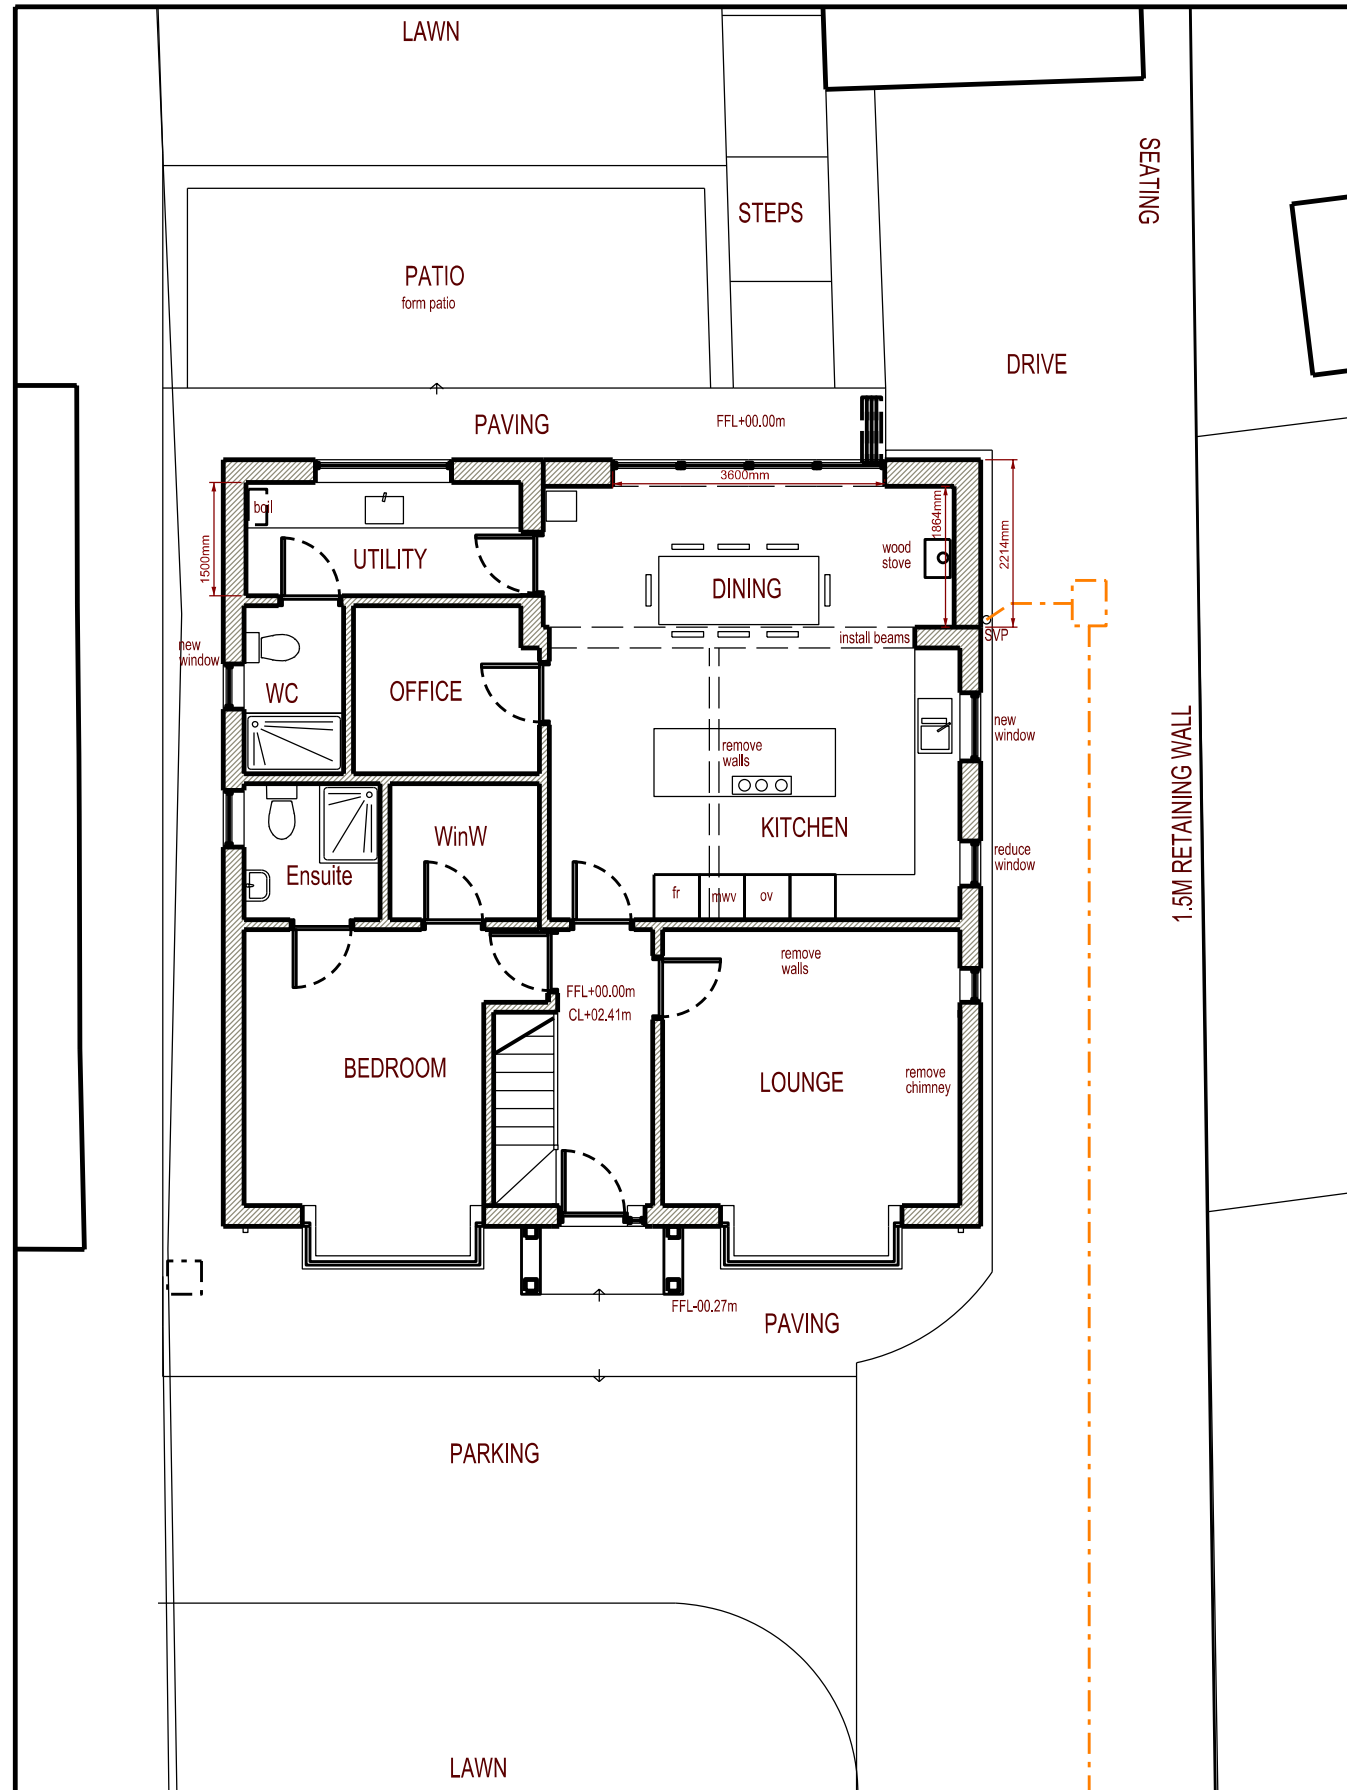 LAWN
SEATING
STEPS
PATIO
form patio
DRIVE
PAVING
FFL+00.00m
3600mm
boil
1500mm
UTILITY
wood
stove
1864mm
2214mm
DINING
install beams
SVP
new
window
WC
OFFICE
new
window
remove
walls
1.5M RETAINING WALL
KITCHEN
WinW
reduce
window
Ensuite
fr
mwv
ov
remove
walls
FFL+00.00m
CL+02.41m
BEDROOM
LOUNGE
remove
chimney
FFL-00.27m
PAVING
PARKING
LAWN